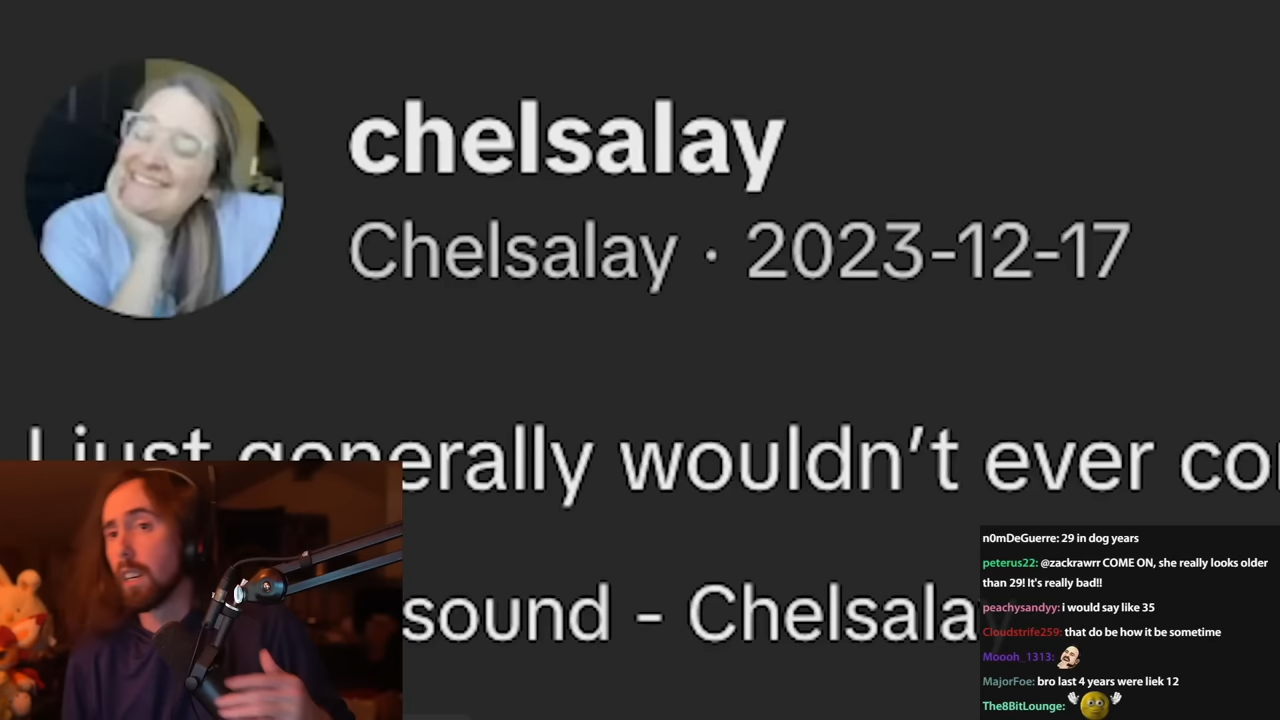 chelsalay
Chelsalay · 2023-12-17
I just generally wouldn't ever
sound - Chelsalay
n0mDeGuerre: 29 in dog years
peterus22: @zackrawrr COME ON, she really looks older
than 29! It's really bad!!
peachysandyy: i would say like 35
Cloudstrife259: that do be how it be sometime
Moooh_1313:
MajorFoe: bro last 4 years were liek 12
The8BitLounge: